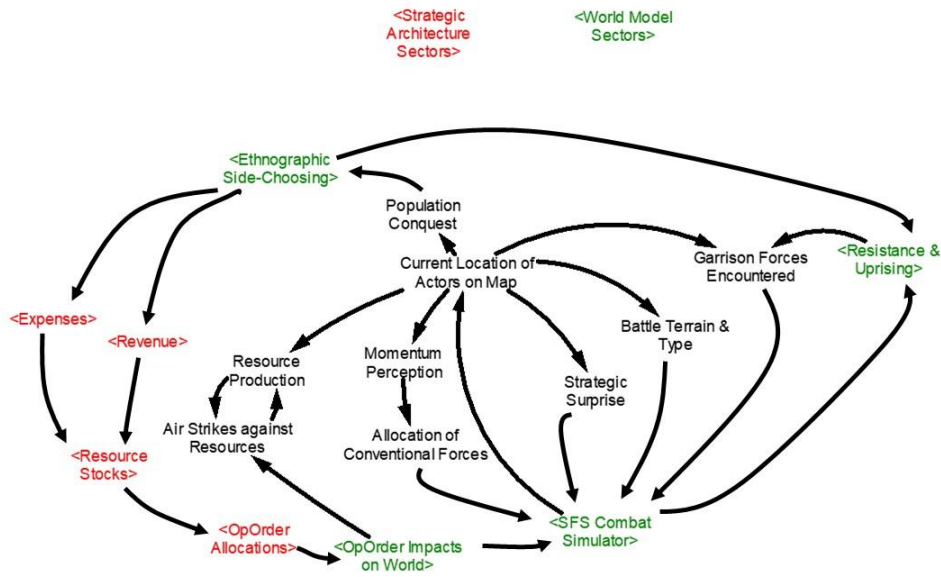 <Strategic
Architecture
Sectors>
<World Model
Sectors>
<Ethnographic
Side-Choosing>
Population
Conquest
Current Location of
Actors on Map
Garrison Forces
Encountered
<Resistance &
Uprising>
<Expenses>
<Revenue>
Resource
Production
Momentum
Perception
Battle Terrain &
Type
Strategic
Surprise
Air Strikes against
Resources
Allocation of
Conventional Forces
<Resource
Stocks>
<OpOrder
Allocations>
<OpOrder Impacts
on World>
<SFS Combat
Simulator>